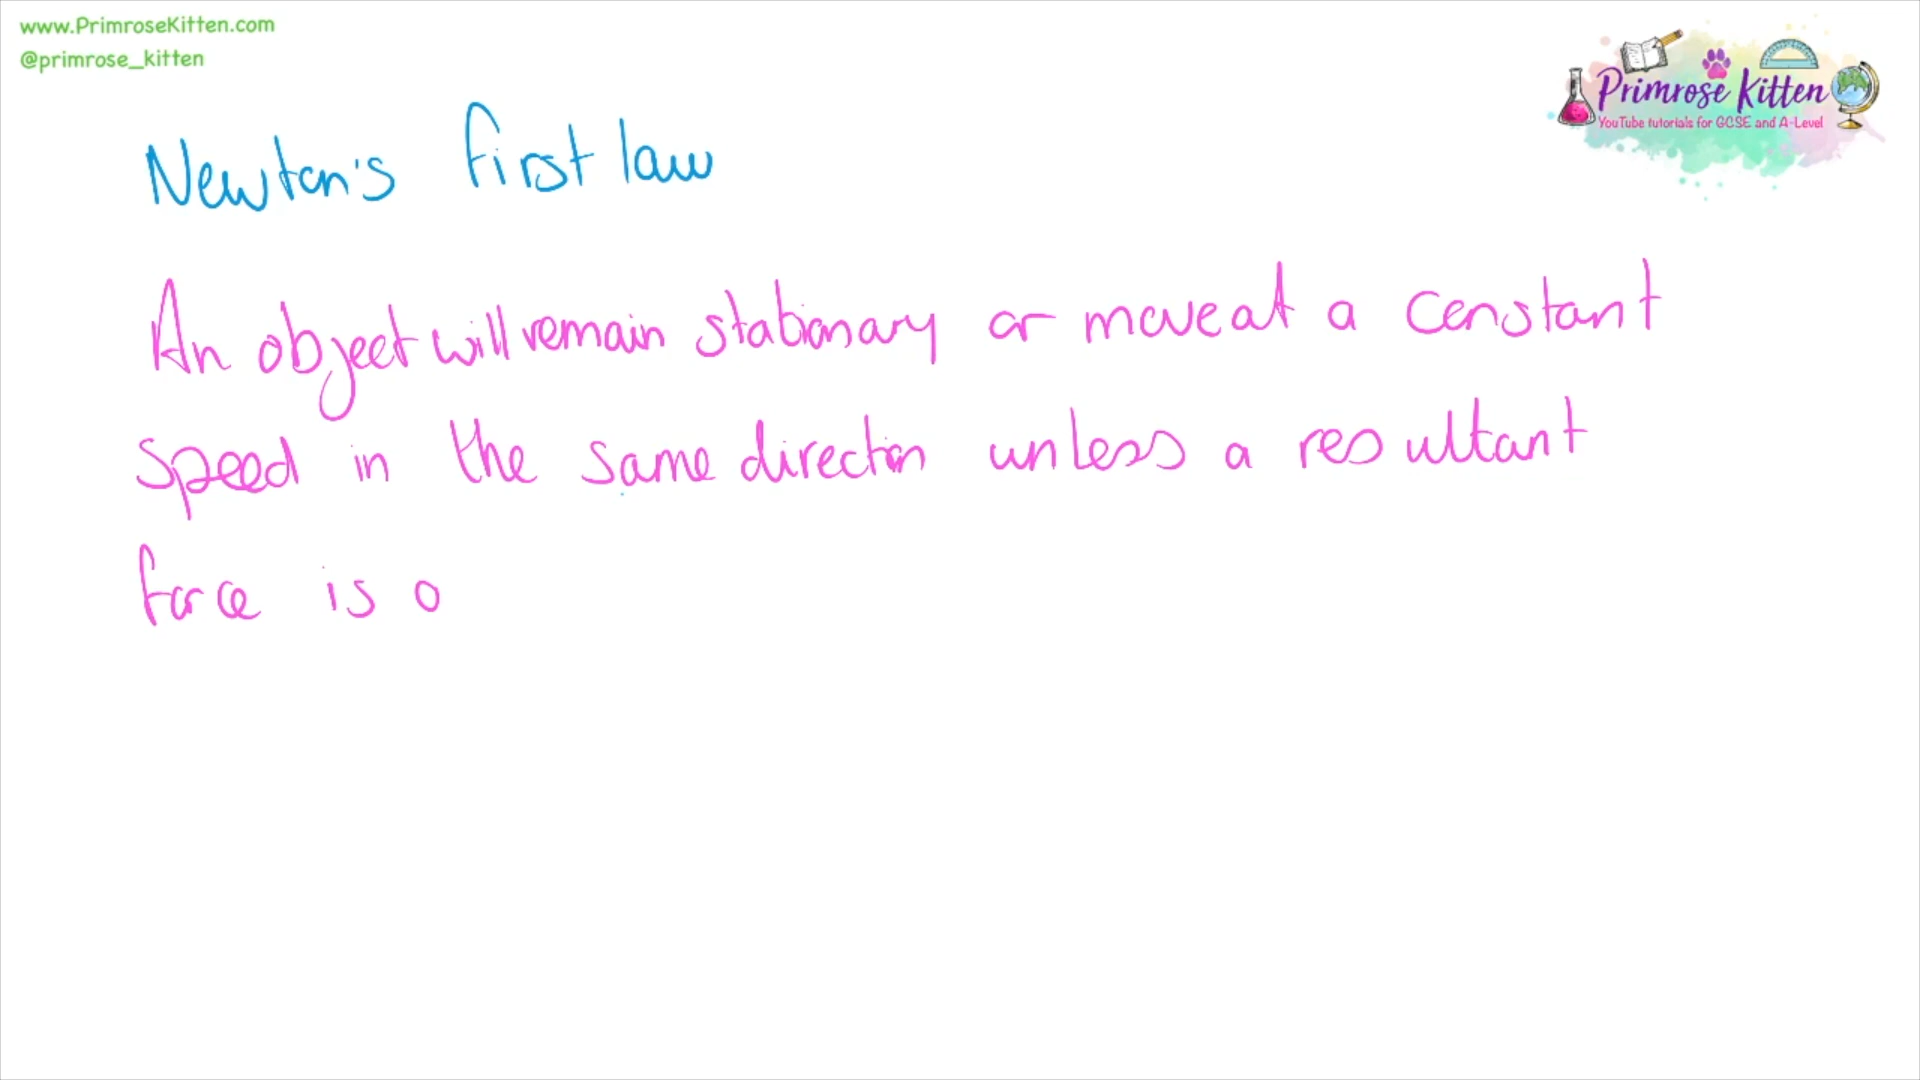 www.PrimroseKitten.com
@primrose_kitten
Primrose Kitten
YouTube tutorials for GCSE and A-Level
Newton's first law
An object will remain stationary or move at a constant
speed in the same direction unless a resultant
force is o